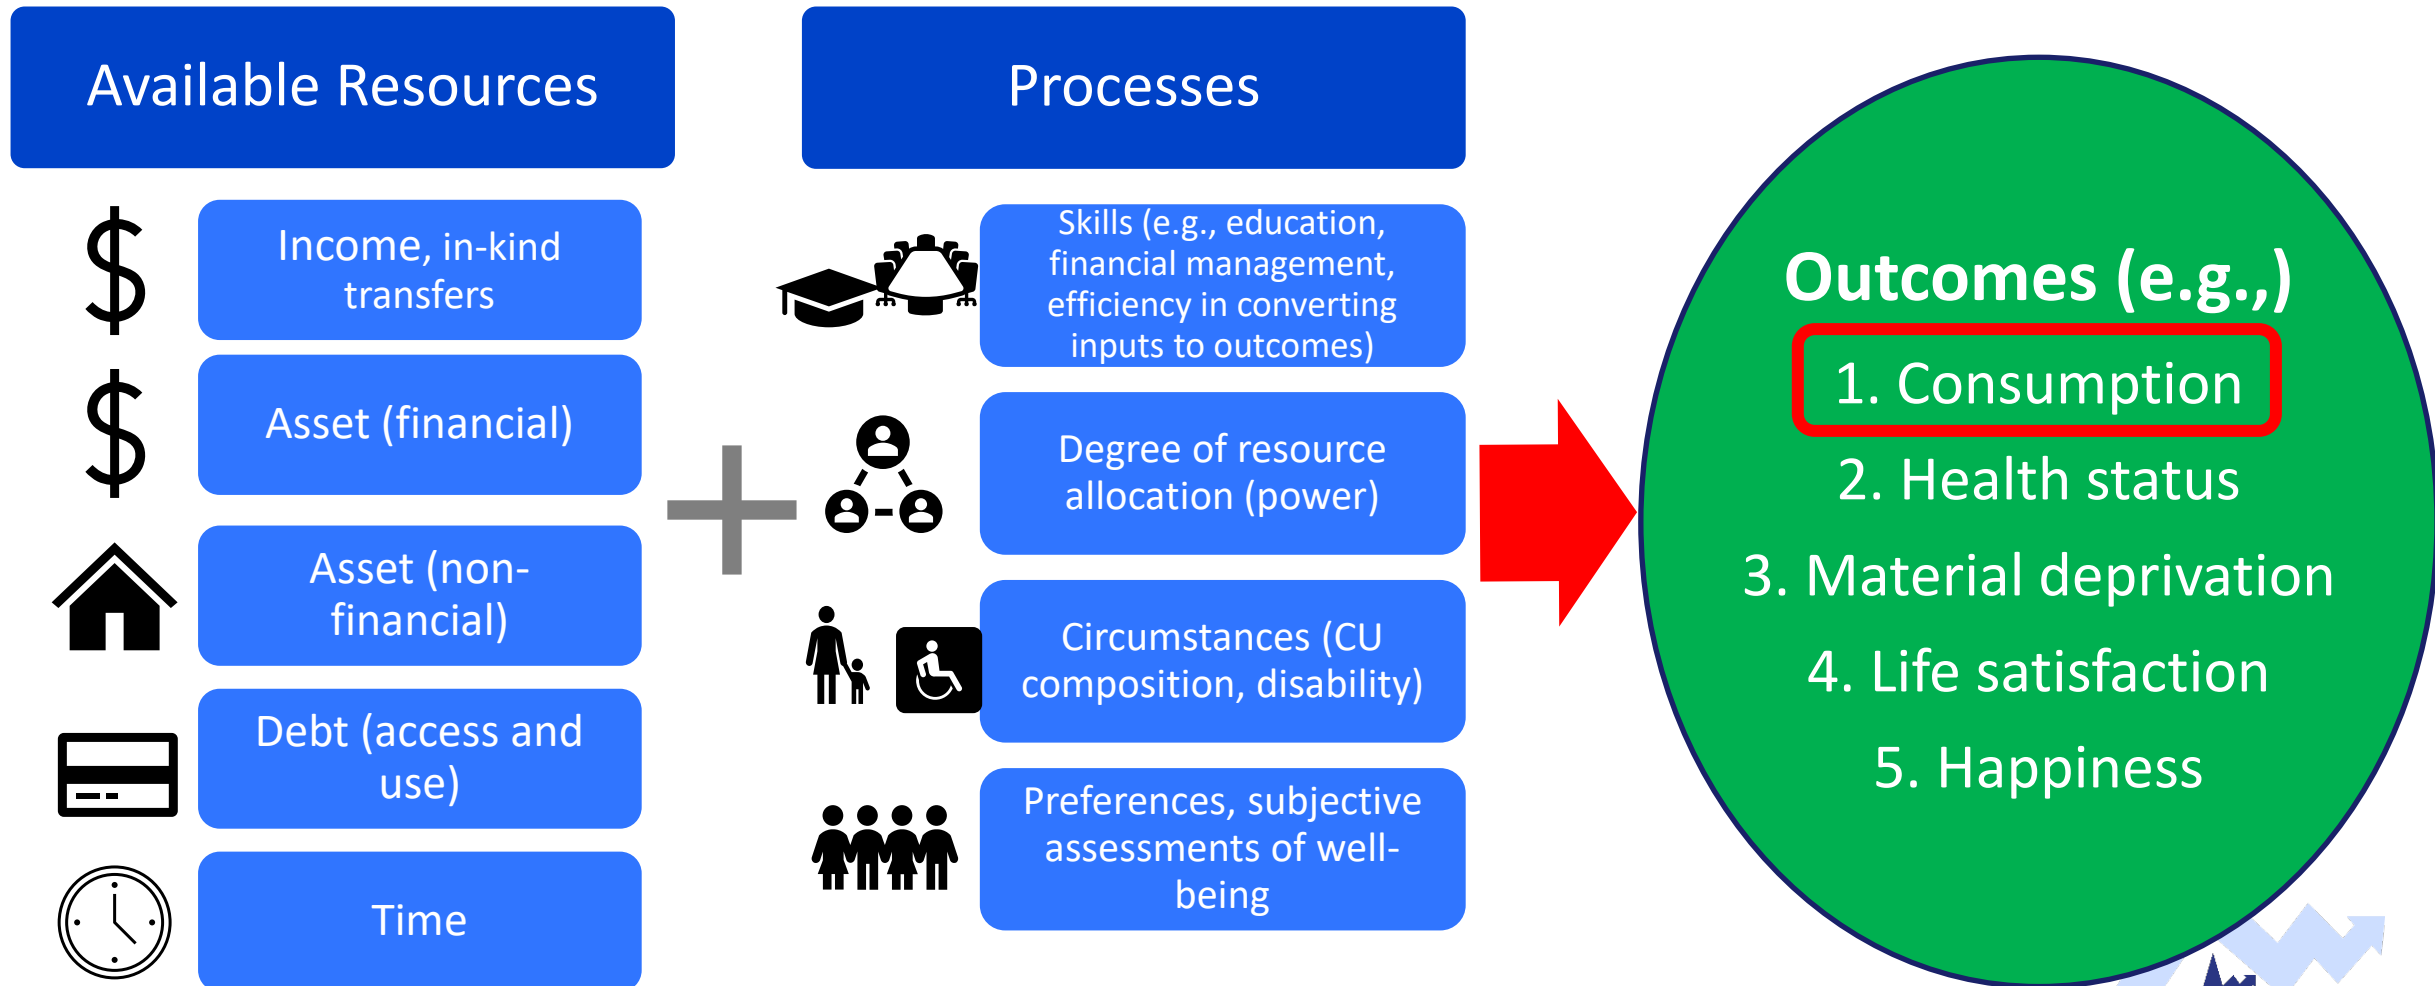 Available Resources
Income, in-kind
transfers
Asset (financial)
Asset (non-
financial)
Debt (access and
use)
Time
Processes
Skills (e.g., education,
financial management,
efficiency in converting
inputs to outcomes)
Degree of resource
allocation (power)
Circumstances (CU
composition, disability)
Preferences, subjective
assessments of well-
being
Outcomes (e.g.,)
1. Consumption
2. Health status
3. Material deprivation
4. Life satisfaction
5. Happiness